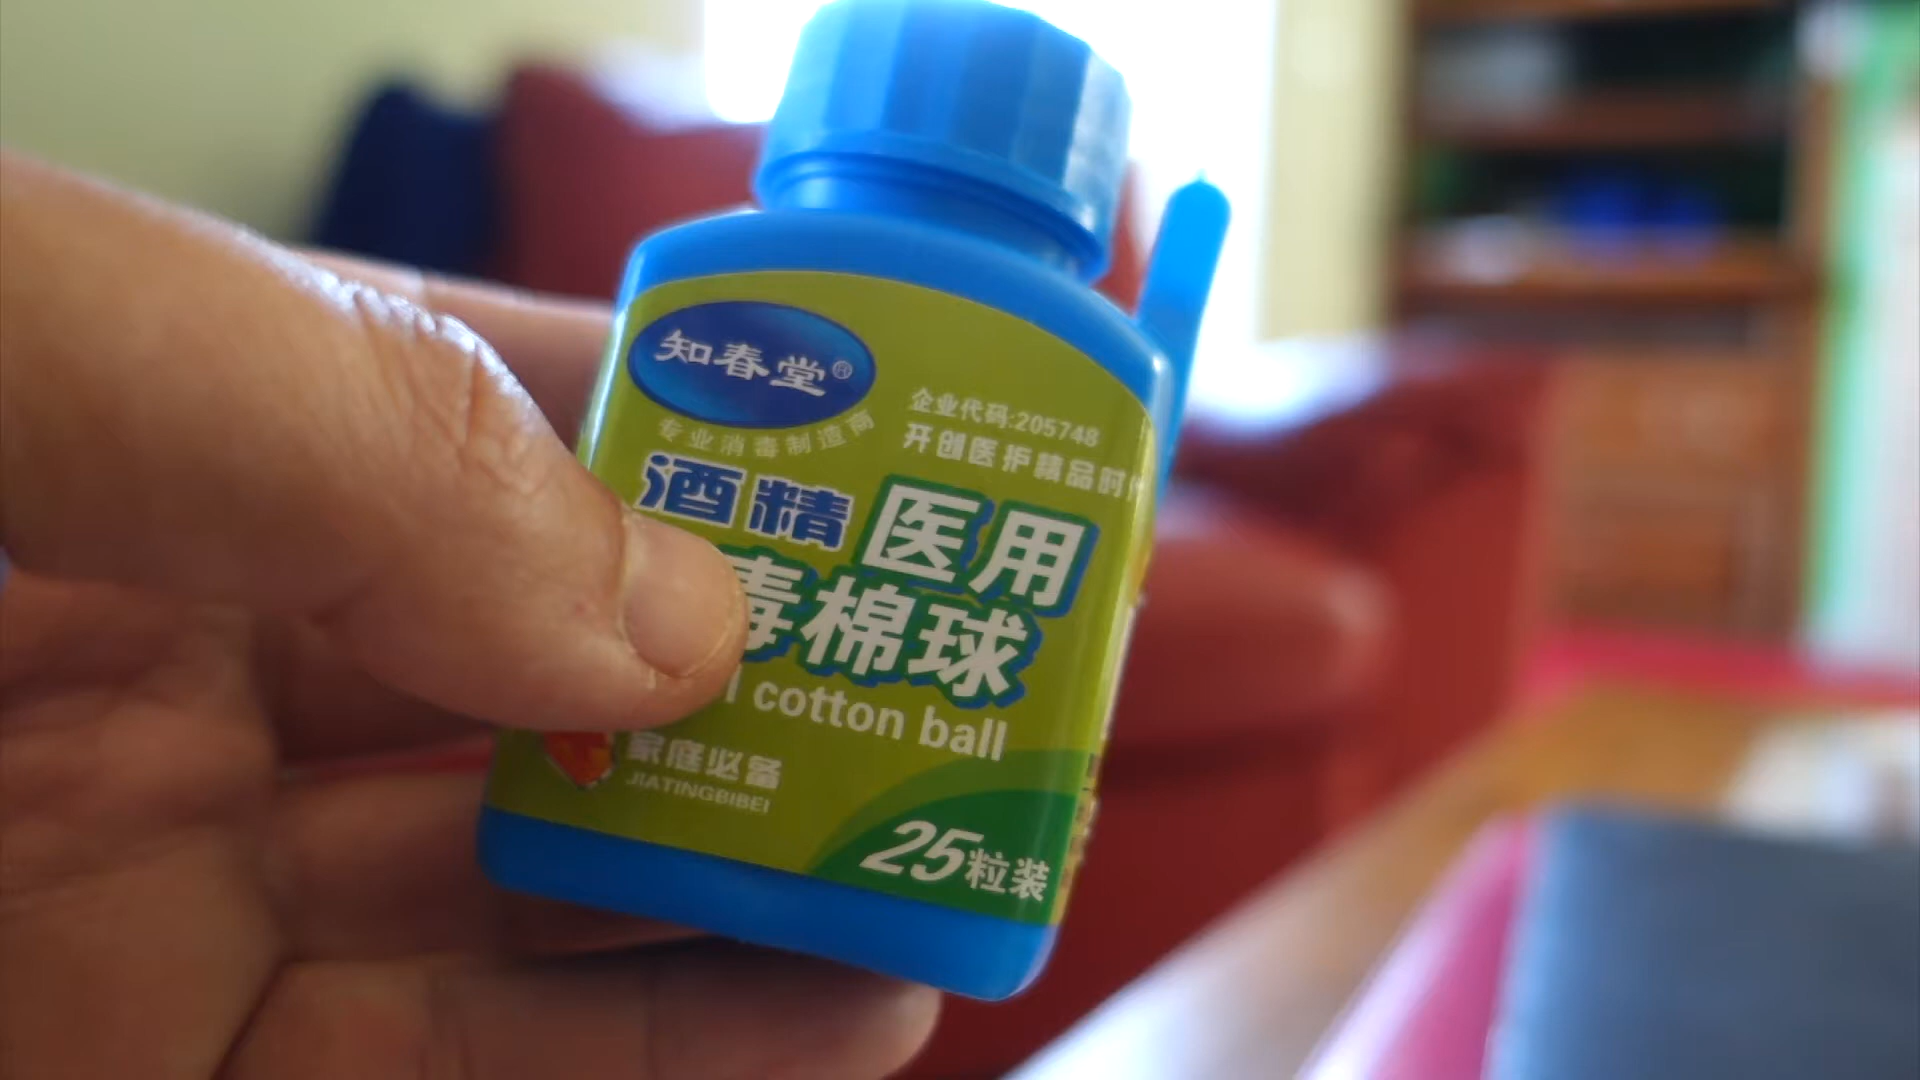 知春堂®
专业消毒制造商
企业代码:205748
开创医护精品时
酒精 医用
毒棉球
l cotton ball
家庭必备
JIATINGBIBEI
25粒装